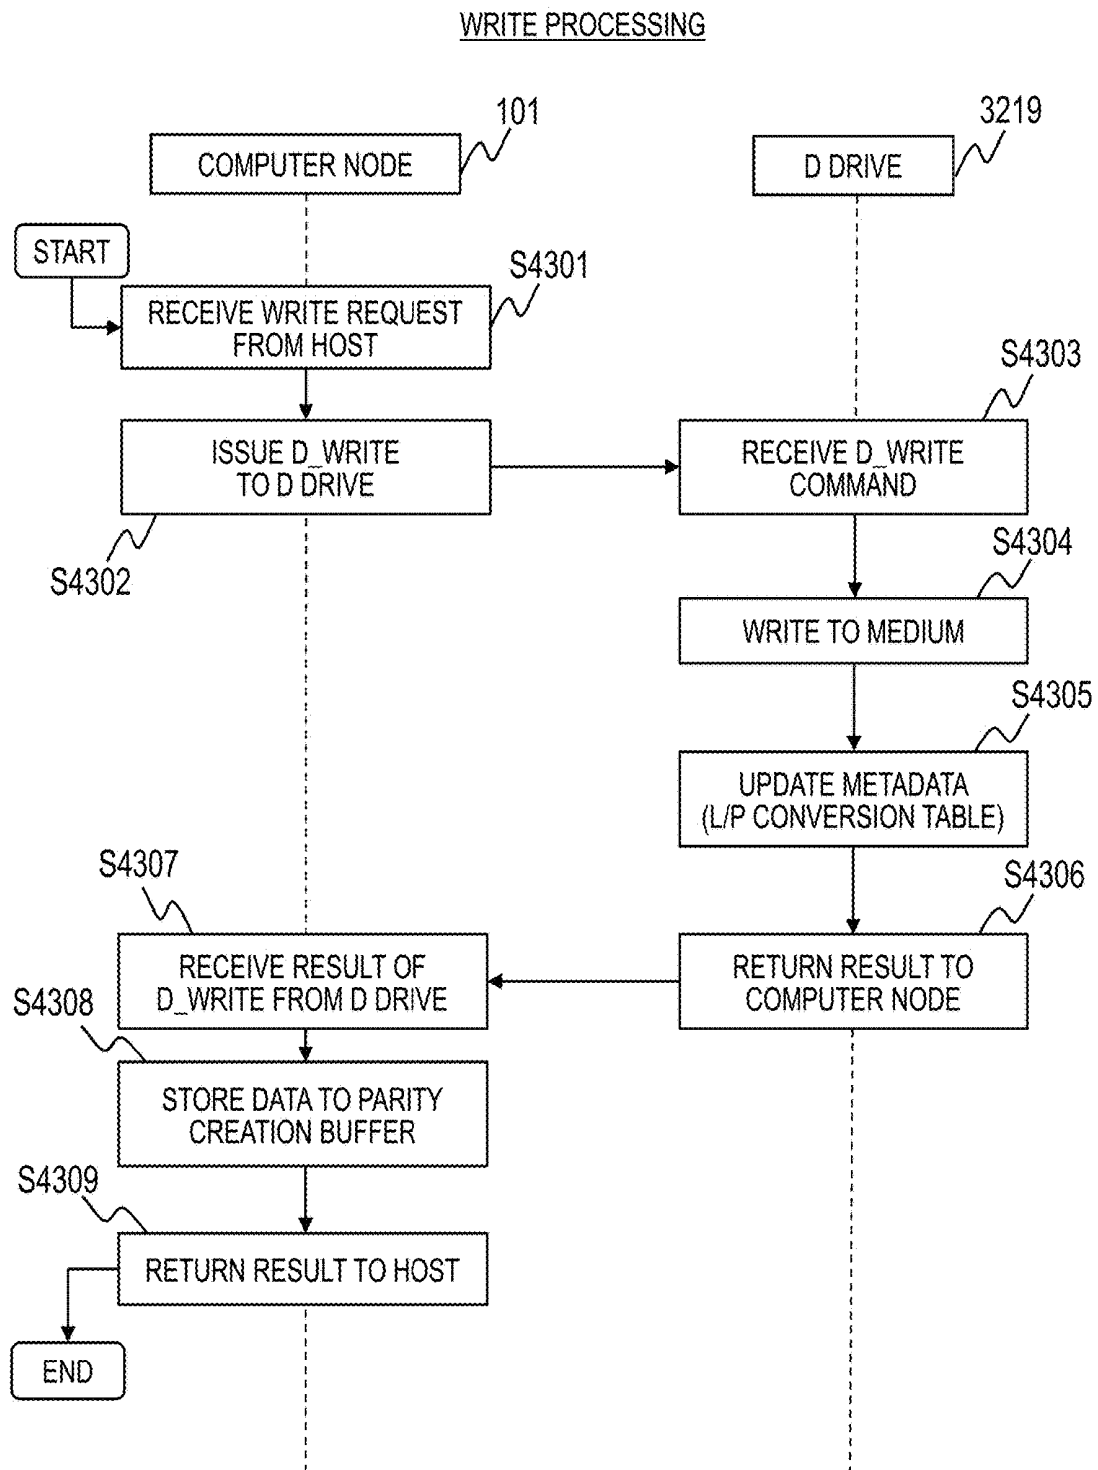 WRITE PROCESSING
101
3219
COMPUTER NODE
D DRIVE
START
S4301
RECEIVE WRITE REQUEST
FROM HOST
S4303
ISSUE D_WRITE
TO D DRIVE
RECEIVE D_WRITE
COMMAND
S4302
S4304
WRITE TO MEDIUM
S4305
UPDATE METADATA
(L/P CONVERSION TABLE)
S4307
S4306
RECEIVE RESULT OF
D_WRITE FROM D DRIVE
RETURN RESULT TO
COMPUTER NODE
S4308
STORE DATA TO PARITY
CREATION BUFFER
S4309
RETURN RESULT TO HOST
END